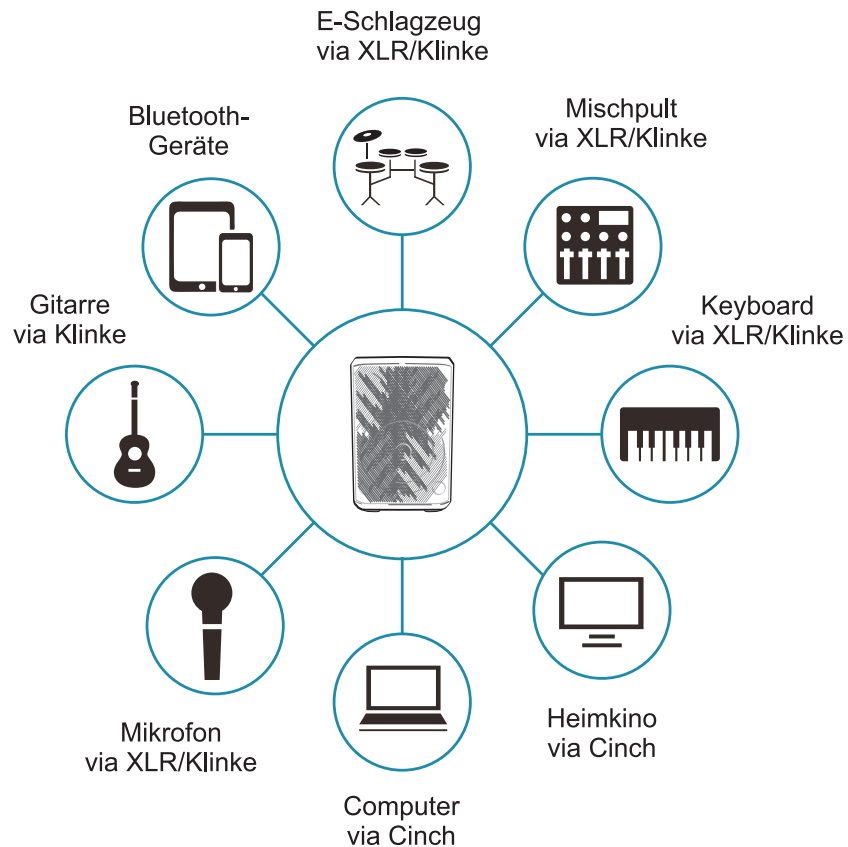 E-Schlagzeug
via XLR/Klinke
Bluetooth-
Geräte
Mischpult
via XLR/Klinke
Gitarre
via Klinke
Keyboard
via XLR/Klinke
Mikrofon
via XLR/Klinke
Heimkino
via Cinch
Computer
via Cinch